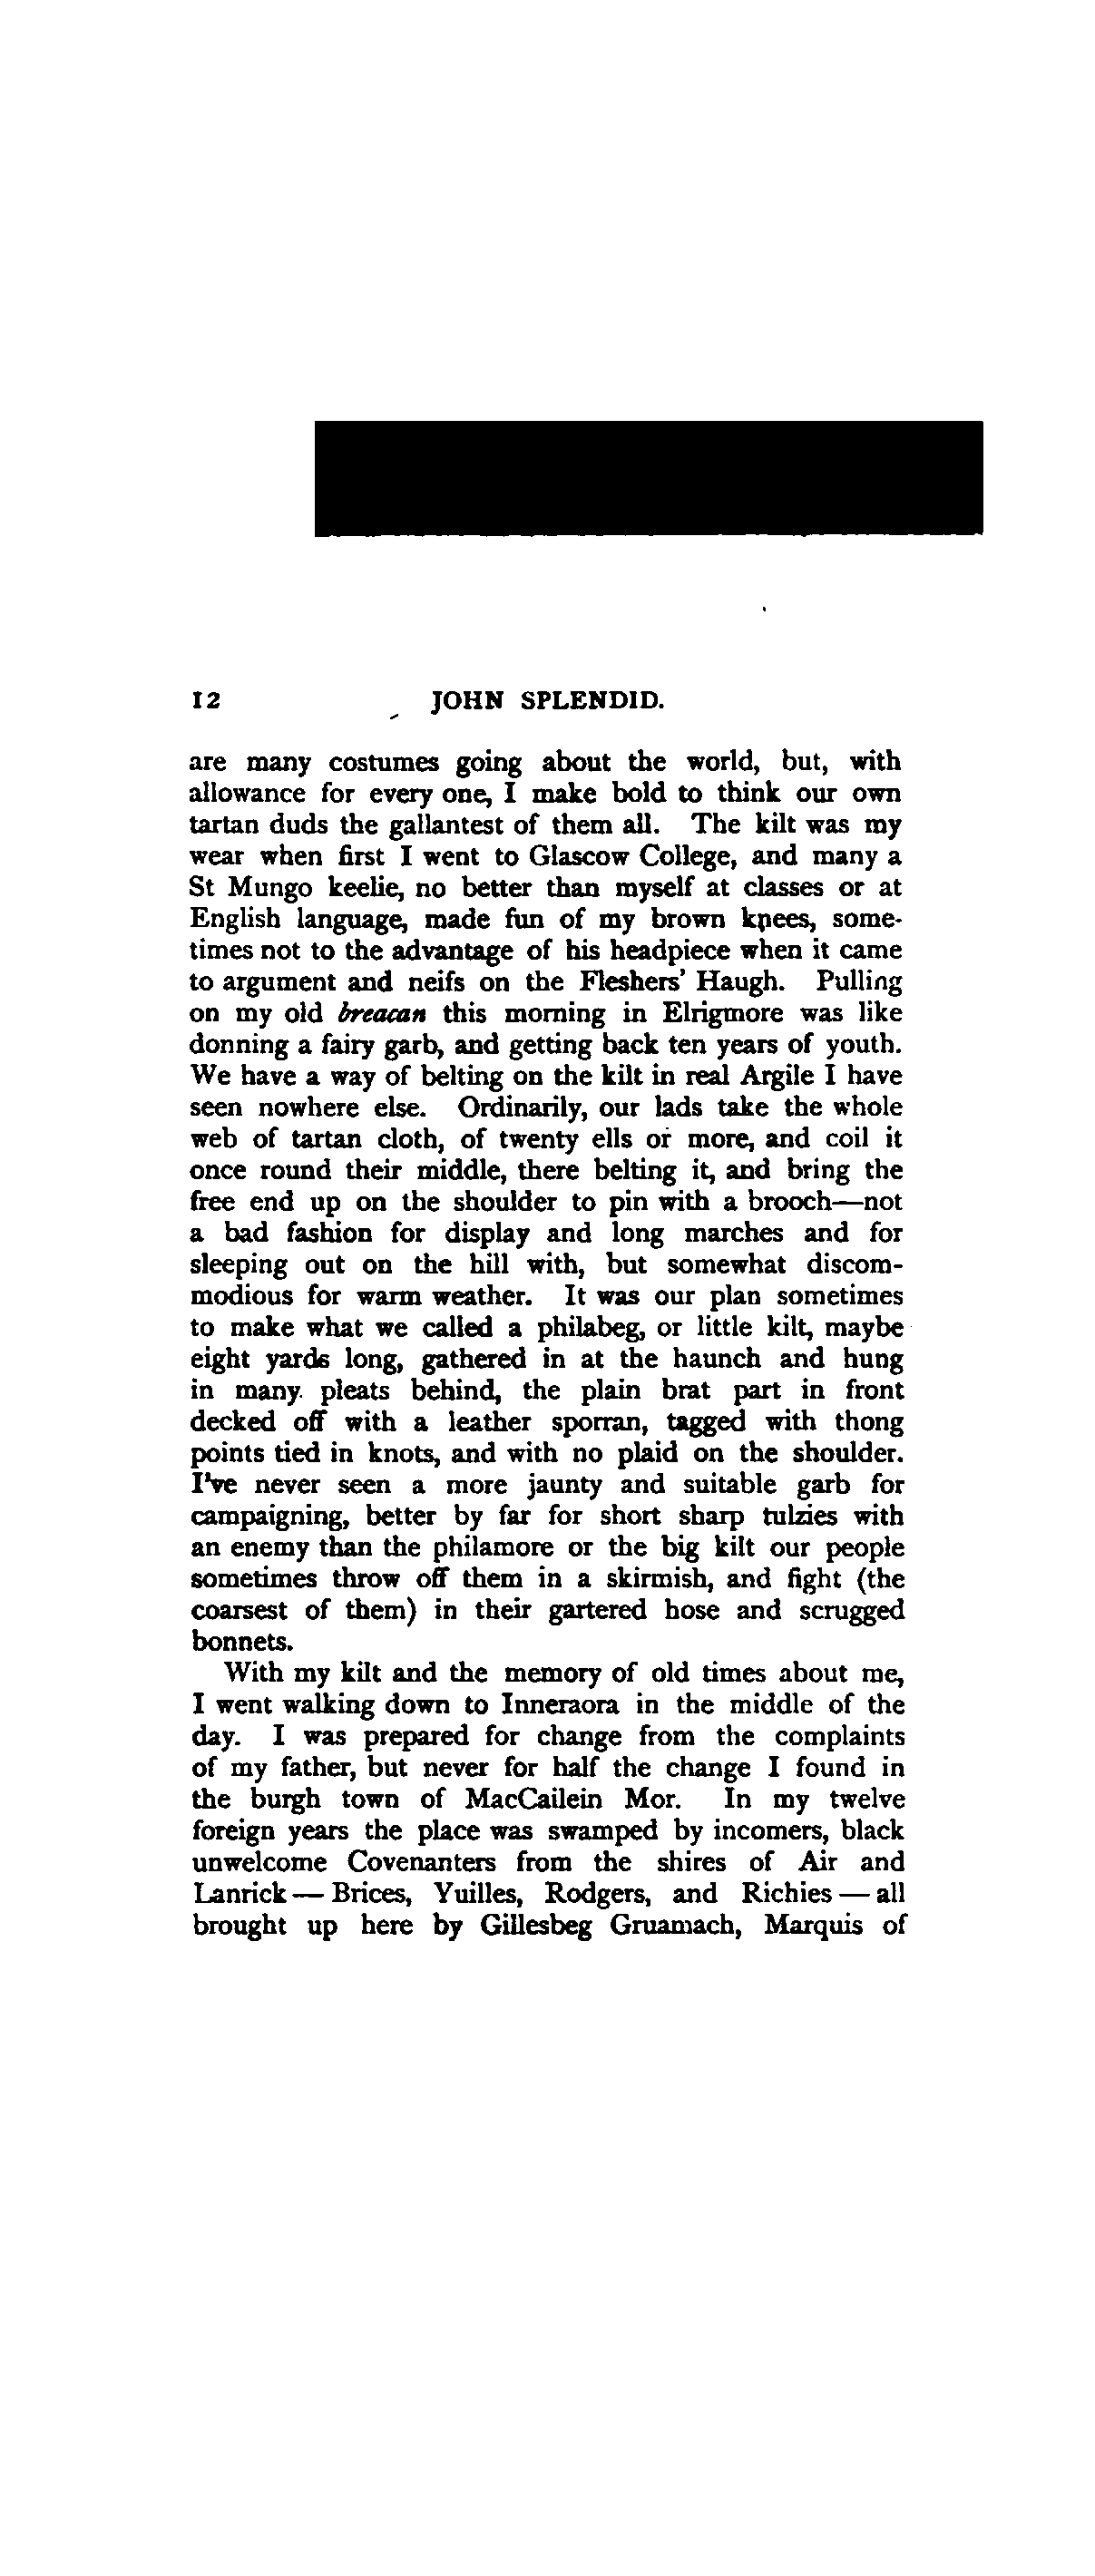 12 JOHN SPLENDID.
are many costumes going about the world, but, with
allowance for every one, I make bold to think our own
tartan duds the gallantest of them all. The kilt was my
wear when first I went to Glascow College, and many a
St Mungo keelie, no better than myself at classes or at
English language, made fun of my brown knees, some-
times not to the advantage of his headpiece when it came
to argument and neifs on the Fleshers' Haugh. Pulling
on my old breacan this morning in Elrigmore was like
donning a fairy garb, and getting back ten years of youth.
We have a way of belting on the kilt in real Argile I have
seen nowhere else. Ordinarily, our lads take the whole
web of tartan cloth, of twenty ells or more, and coil it
once round their middle, there belting it, and bring the
free end up on the shoulder to pin with a brooch—not
a bad fashion for display and long marches and for
sleeping out on the hill with, but somewhat discom-
modious for warm weather. It was our plan sometimes
to make what we called a philabeg, or little kilt, maybe
eight yards long, gathered in at the haunch and hung
in many pleats behind, the plain brat part in front
decked off with a leather sporran, tagged with thong
points tied in knots, and with no plaid on the shoulder.
I've never seen a more jaunty and suitable garb for
campaigning, better by far for short sharp tulzies with
an enemy than the philamore or the big kilt our people
sometimes throw off them in a skirmish, and fight (the
coarsest of them) in their gartered hose and scrugged
bonnets.
With my kilt and the memory of old times about me,
I went walking down to Inneraora in the middle of the
day. I was prepared for change from the complaints
of my father, but never for half the change I found in
the burgh town of MacCailein Mor. In my twelve
foreign years the place was swamped by incomers, black
unwelcome Covenanters from the shires of Air and
Lanrick — Brices, Yuilles, Rodgers, and Richies — all
brought up here by Gillesbeg Gruamach, Marquis of